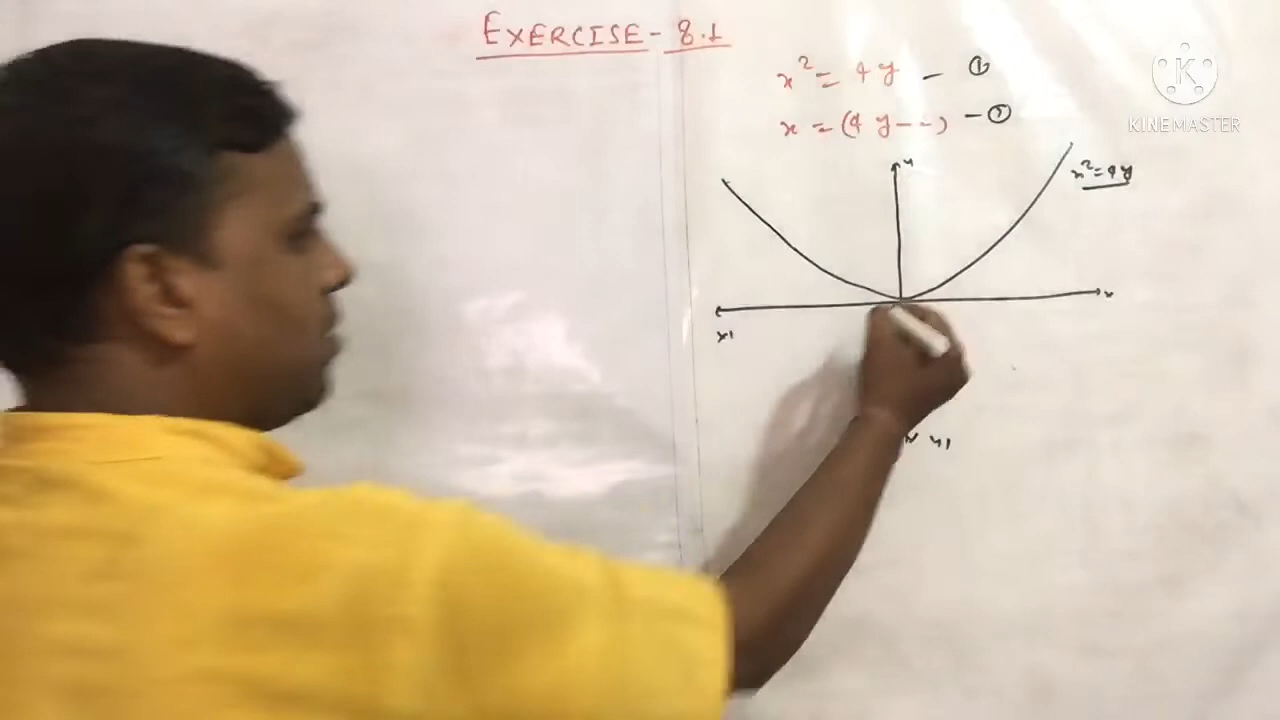 EXERCISE - 8.1
x² = 4y - ①
x = (4y - -) - ②
K
KINEMASTER
y
x² = 4y
x
x'
y'